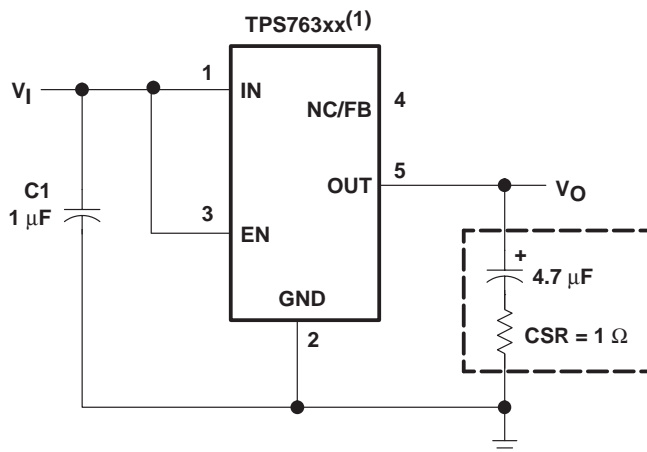 TPS763xx(1)
VI
1
IN
NC/FB
4
5
OUT
VO
C1
1 μF
3
EN
+
4.7 μF
GND
2
CSR = 1 Ω